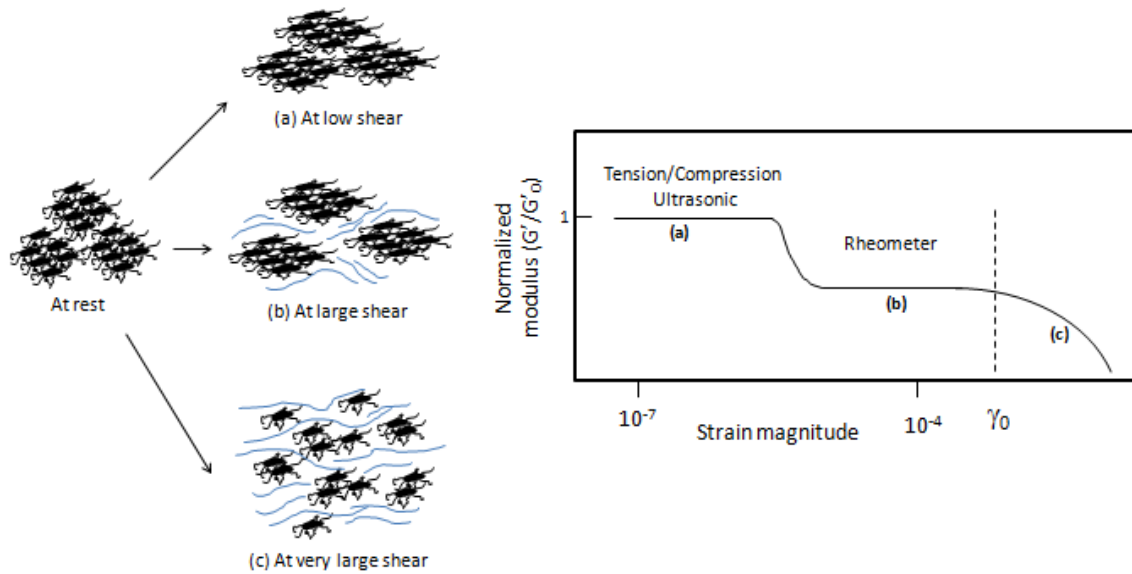 (a) At low shear
At rest
(b) At large shear
(c) At very large shear
Normalized
modulus (G'/G'₀)
1
Tension/Compression
Ultrasonic
(a)
Rheometer
(b)
(c)
10⁻⁷
Strain magnitude
10⁻⁴
γ₀